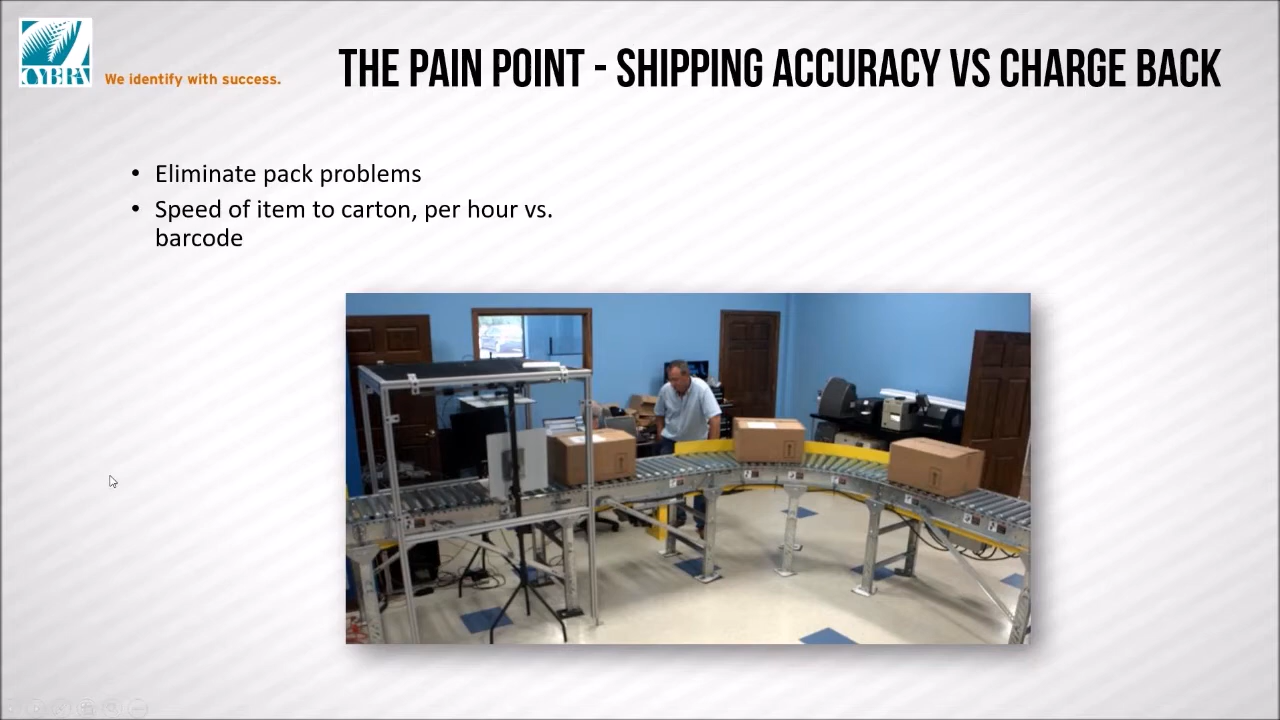 CYBRA
We identify with success.
THE PAIN POINT - SHIPPING ACCURACY VS CHARGE BACK
• Eliminate pack problems
• Speed of item to carton, per hour vs.
barcode